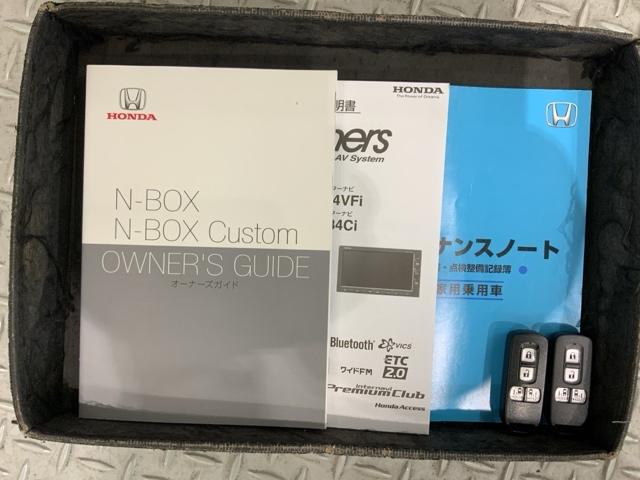 HONDA
N-BOX
N-BOX Custom
OWNER'S GUIDE
オーナーズガイド
HONDA
The Power of Dreams
明書
ners
AV System
ーナビ
4VFi
ーナビ
4Ci
Bluetooth
VICS
ワイドFM
ETC
2.0
internavi
Premium Club
Honda Access
ナンスノート
・点検整備記録簿
家用乗用車